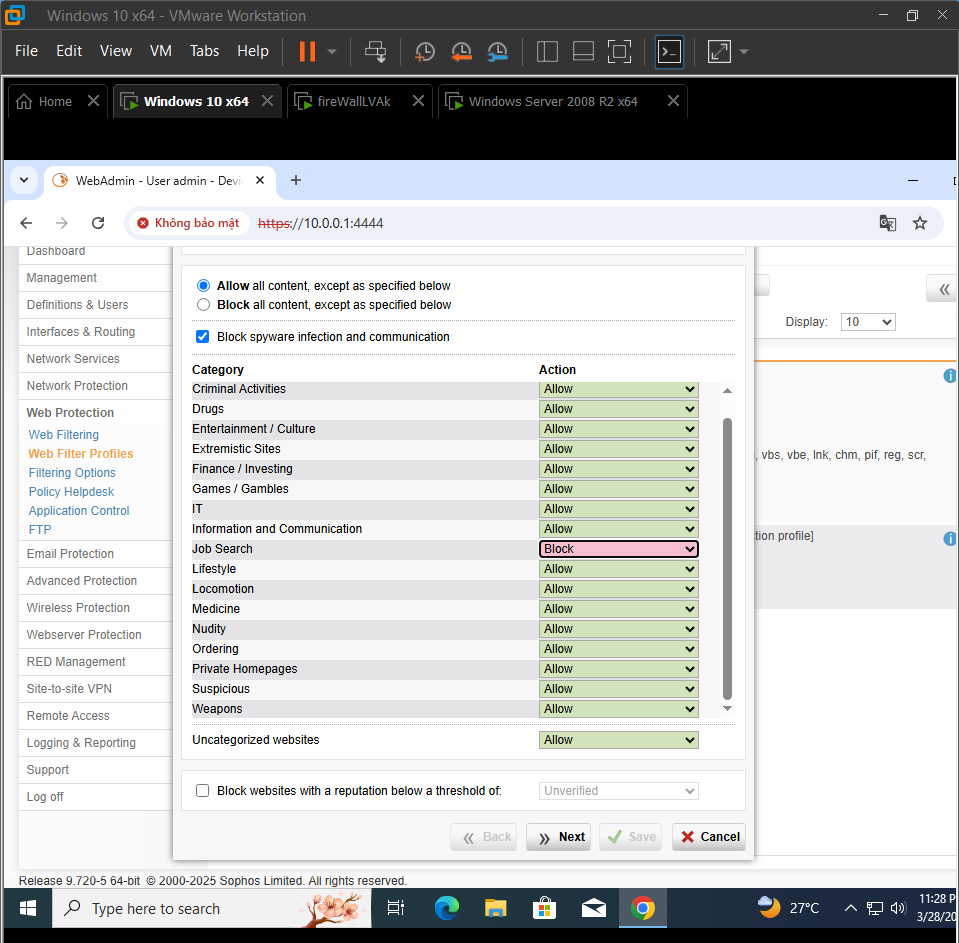 Windows 10 x64 - VMware Workstation
File Edit View VM Tabs Help
Home Windows 10 x64 fireWallLVAk Windows Server 2008 R2 x64
WebAdmin - User admin - Devi
Không bảo mật https://10.0.0.1:4444
Dashboard
Management
Definitions & Users
Interfaces & Routing
Network Services
Network Protection
Web Protection
Web Filtering
Web Filter Profiles
Filtering Options
Policy Helpdesk
Application Control
FTP
Email Protection
Advanced Protection
Wireless Protection
Webserver Protection
RED Management
Site-to-site VPN
Remote Access
Logging & Reporting
Support
Log off
Allow all content, except as specified below
Block all content, except as specified below
Block spyware infection and communication
Category Action
Criminal Activities Allow
Drugs Allow
Entertainment / Culture Allow
Extremistic Sites Allow
Finance / Investing Allow
Games / Gambles Allow
IT Allow
Information and Communication Allow
Job Search Block
Lifestyle Allow
Locomotion Allow
Medicine Allow
Nudity Allow
Ordering Allow
Private Homepages Allow
Suspicious Allow
Weapons Allow
Uncategorized websites Allow
Block websites with a reputation below a threshold of: Unverified
Back Next Save Cancel
Display: 10
, vbs, vbe, lnk, chm, pif, reg, scr,
tion profile]
Release 9.720-5 64-bit © 2000-2025 Sophos Limited. All rights reserved.
Type here to search
27°C
11:28 P
3/28/20